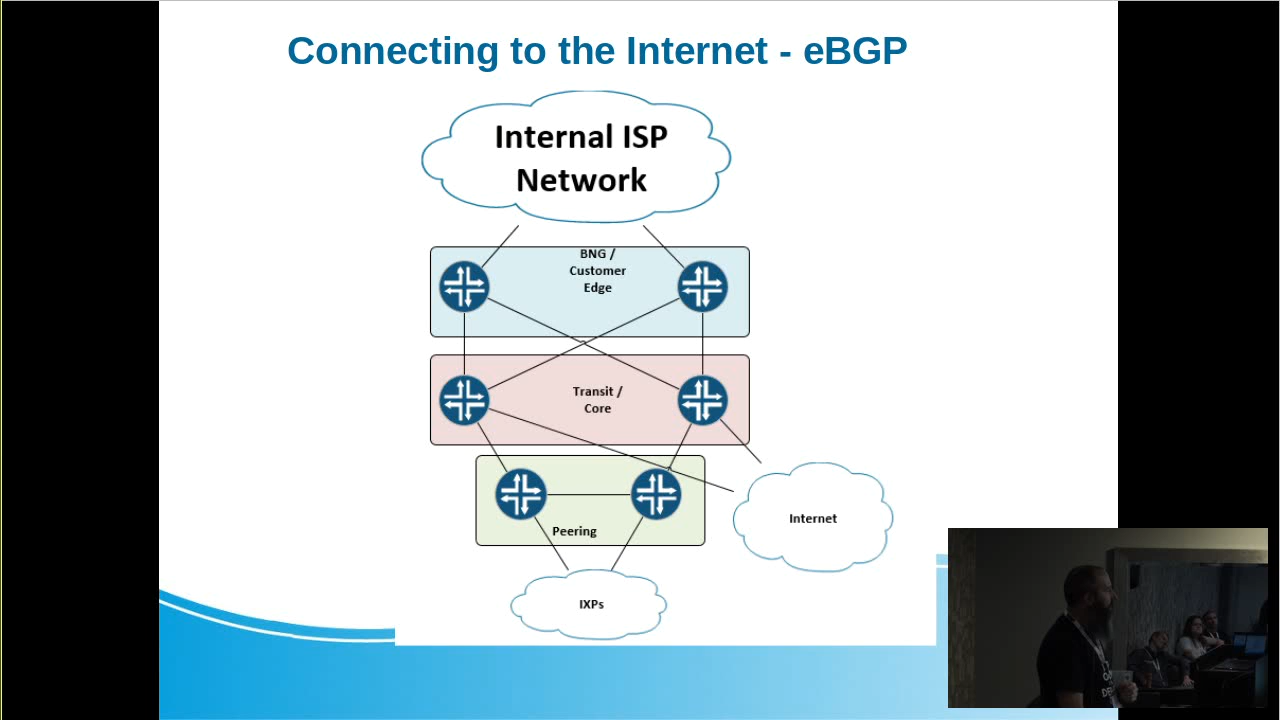 Connecting to the Internet - eBGP
Internal ISP
Network
BNG /
Customer
Edge
Transit /
Core
Peering
Internet
IXPs